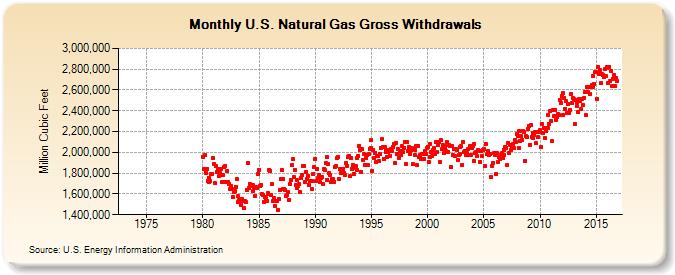 Monthly U.S. Natural Gas Gross Withdrawals
Million Cubic Feet
3,000,000
2,800,000
2,600,000
2,400,000
2,200,000
2,000,000
1,800,000
1,600,000
1,400,000
1975 1980 1985 1990 1995 2000 2005 2010 2015
Source: U.S. Energy Information Administration